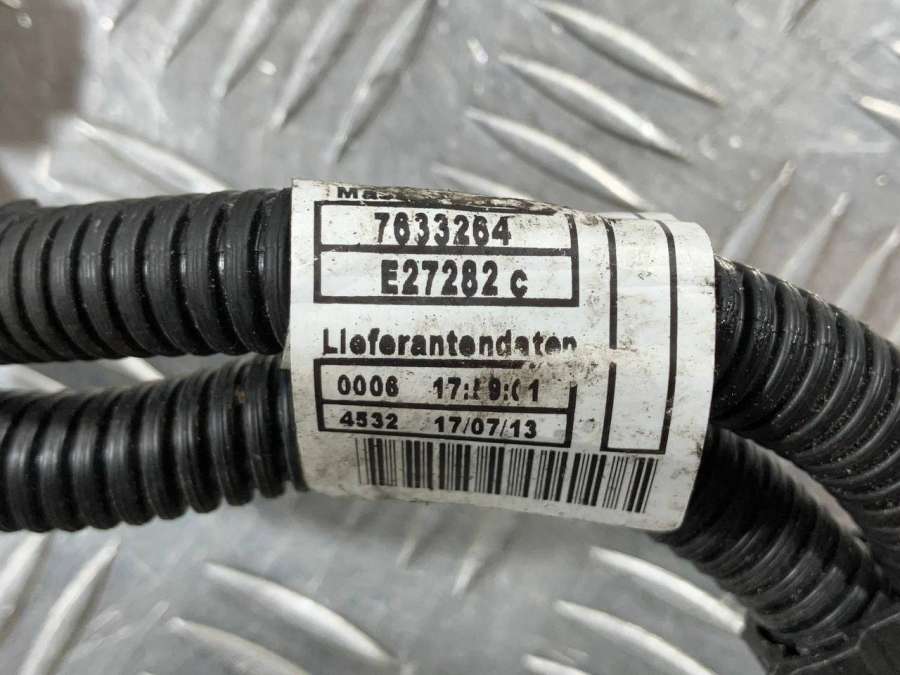 7633264
E27282 c
Lieferantendaten
0006
4532 17/07/13